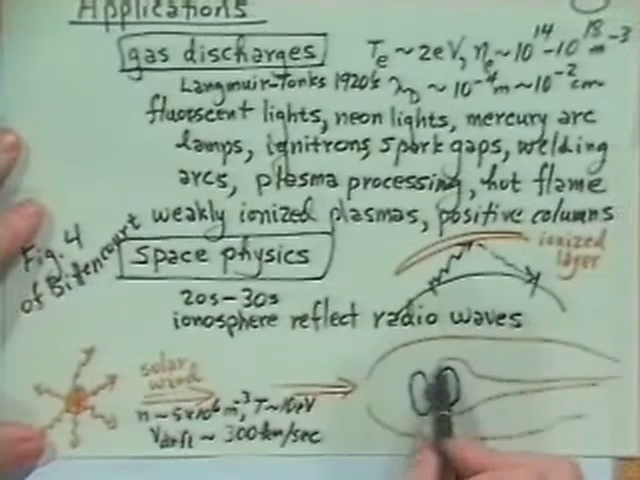 Applications
gas discharges Te ~ 2eV, ne ~ 10^14 - 10^18 m^-3
Langmuir-Tonks 1920's λD ~ 10^-4 m ~ 10^-2 cm
fluorscent lights, neon lights, mercury arc
lamps, ignitrons, spark gaps, welding
arcs, plasma processing, hot flame
weakly ionized plasmas, positive columns
Fig. 4
of Bittencourt
space physics
ionized
layer
20s-30s
ionosphere reflect radio waves
solar
wind
n ~ 5x10^6 m^-3, T ~ 10eV
Vdrift ~ 300 km/sec